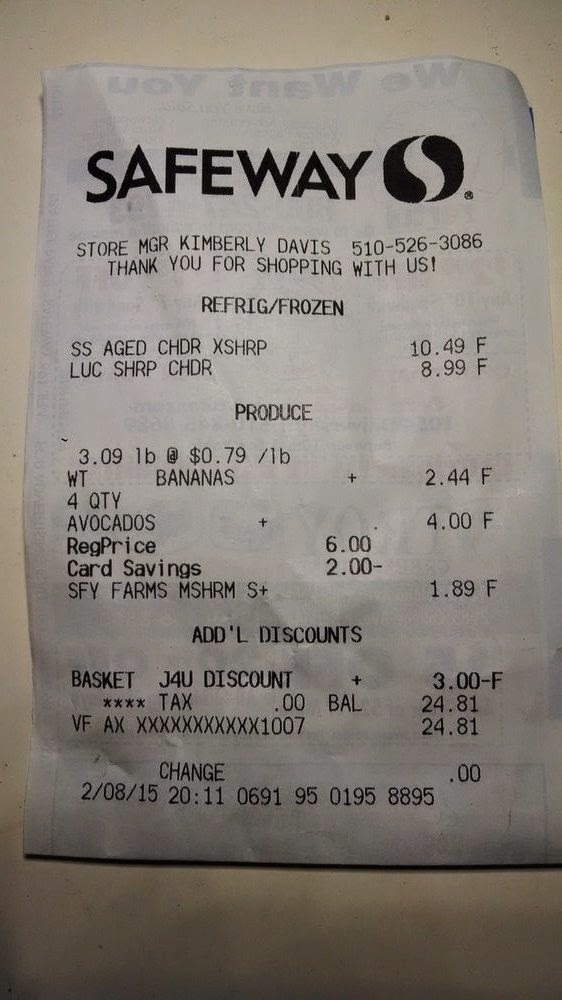 SAFEWAY
STORE MGR KIMBERLY DAVIS 510-526-3086
THANK YOU FOR SHOPPING WITH US!
REFRIG/FROZEN
SS AGED CHDR XSHRP 10.49 F
LUC SHRP CHDR 8.99 F
PRODUCE
3.09 lb @ $0.79 /lb
WT BANANAS + 2.44 F
4 QTY
AVOCADOS + 4.00 F
RegPrice 6.00
Card Savings 2.00-
SFY FARMS MSHRM S+ 1.89 F
ADD'L DISCOUNTS
BASKET J4U DISCOUNT + 3.00-F
**** TAX .00 BAL 24.81
VF AX XXXXXXXXXXX1007 24.81
CHANGE .00
2/08/15 20:11 0691 95 0195 8895